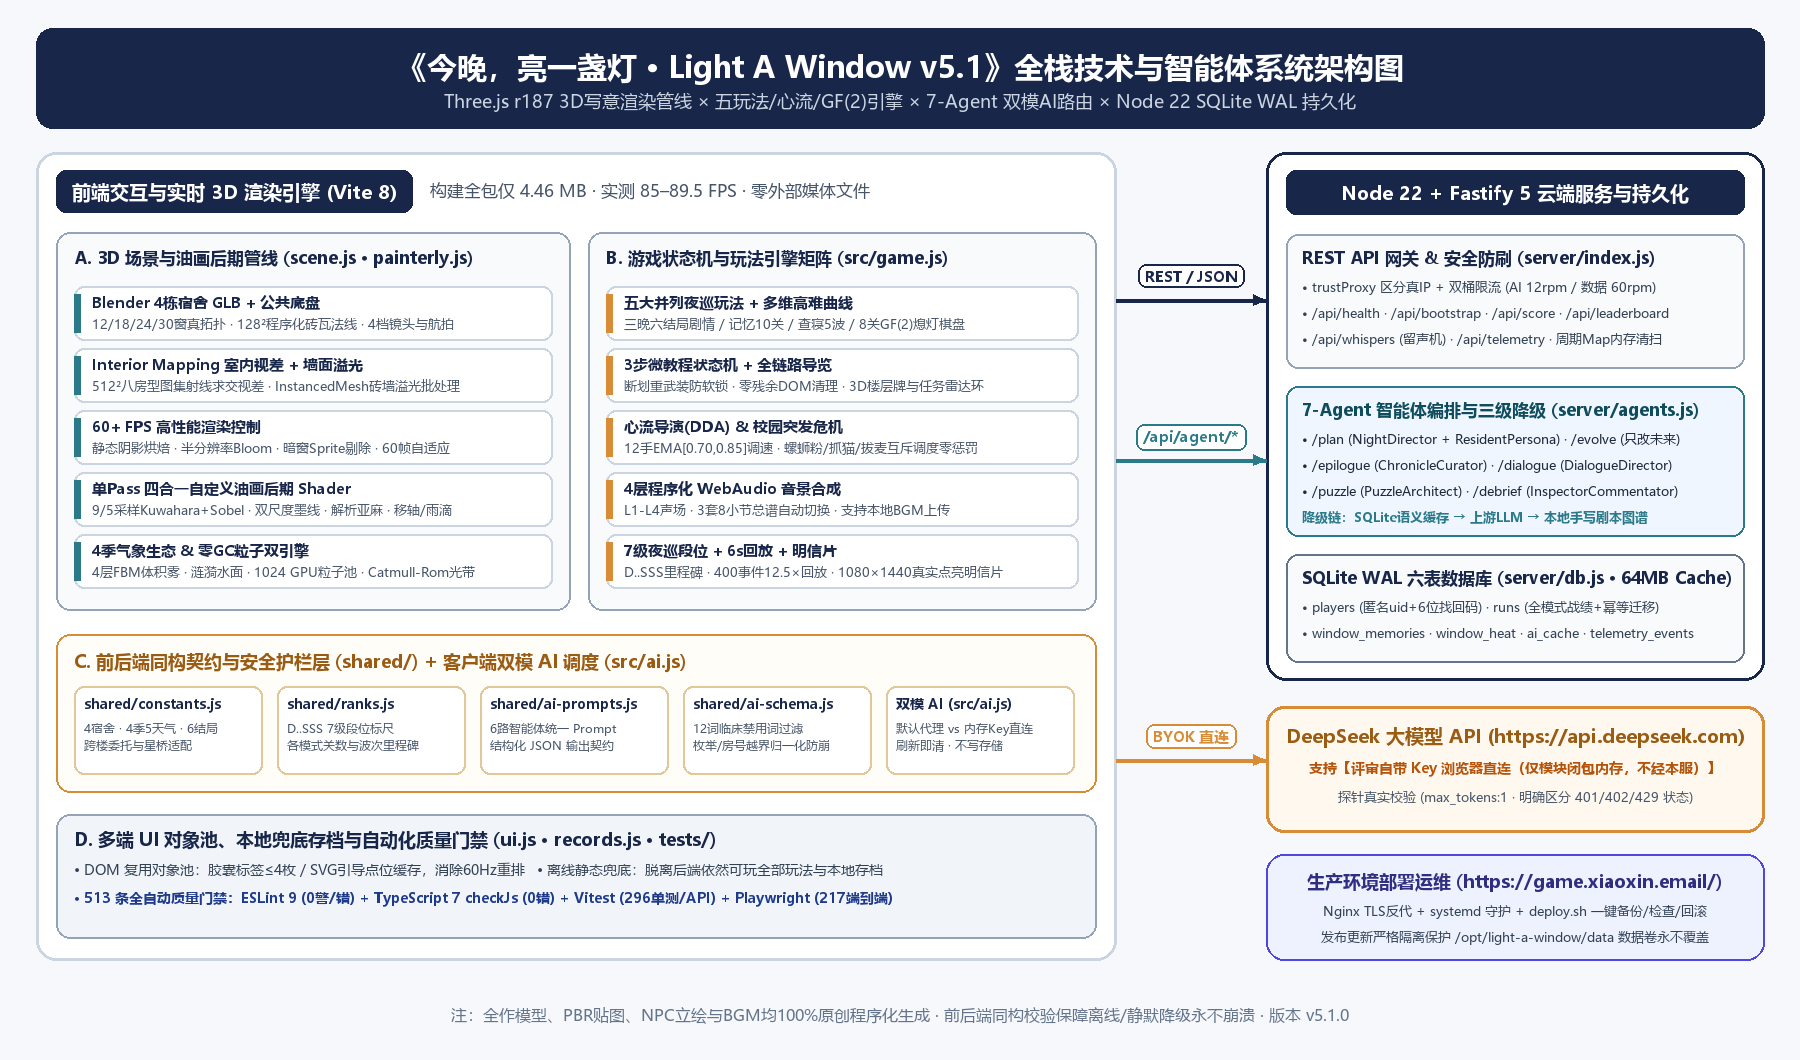 《今晚，亮一盏灯 • Light A Window v5.1》全栈技术与智能体系统架构图
Three.js r187 3D写意渲染管线 × 五玩法/心流/GF(2)引擎 × 7-Agent 双模AI路由 × Node 22 SQLite WAL 持久化
前端交互与实时 3D 渲染引擎 (Vite 8)
构建全包仅 4.46 MB · 实测 85–89.5 FPS · 零外部媒体文件
A. 3D 场景与油画后期管线 (scene.js • painterly.js)
Blender 4栋宿舍 GLB + 公共底盘
12/18/24/30窗真拓扑 · 128²程序化砖瓦法线 · 4档镜头与航拍
Interior Mapping 室内视差 + 墙面溢光
512²八房型图集射线求交视差 · InstancedMesh砖墙溢光批处理
60+ FPS 高性能渲染控制
静态阴影烘焙 · 半分辨率Bloom · 暗窗Sprite剔除 · 60帧自适应
单Pass 四合一自定义油画后期 Shader
9/5采样Kuwahara+Sobel · 双尺度墨线 · 解析亚麻 · 移轴/雨滴
4季气象生态 & 零GC粒子双引擎
4层FBM体积雾 · 涟漪水面 · 1024 GPU粒子池 · Catmull-Rom光带
B. 游戏状态机与玩法引擎矩阵 (src/game.js)
五大并列夜巡玩法 + 多维高难曲线
三晚六结局剧情 / 记忆10关 / 查寝5波 / 8关GF(2)熄灯棋盘
3步微教程状态机 + 全链路导览
断划重武装防软锁 · 零残余DOM清理 · 3D楼层牌与任务雷达环
心流导演(DDA) & 校园突发危机
12手EMA[0.70,0.85]调速 · 螺蛳粉/抓猫/拔麦互斥调度零惩罚
4层程序化 WebAudio 音景合成
L1-L4声场 · 3套8小节总谱自动切换 · 支持本地BGM上传
7级夜巡段位 + 6s回放 + 明信片
D..SSS里程碑 · 400事件12.5×回放 · 1080×1440真实点亮明信片
C. 前后端同构契约与安全护栏层 (shared/) + 客户端双模 AI 调度 (src/ai.js)
shared/constants.js
4宿舍 · 4季5天气 · 6结局
跨楼委托与星桥适配
shared/ranks.js
D..SSS 7级段位标尺
各模式关数与波次里程碑
shared/ai-prompts.js
6路智能体统一 Prompt
结构化 JSON 输出契约
shared/ai-schema.js
12词临床禁用词过滤
枚举/房号越界归一化防崩
双模 AI (src/ai.js)
默认代理 vs 内存Key直连
刷新即清 · 不写存储
D. 多端 UI 对象池、本地兜底存档与自动化质量门禁 (ui.js • records.js • tests/)
• DOM 复用对象池：胶囊标签≤4枚 / SVG引导点位缓存，消除60Hz重排 • 离线静态兜底：脱离后端依然可玩全部玩法与本地存档
• 513 条全自动质量门禁：ESLint 9 (0警/错) + TypeScript 7 checkJs (0错) + Vitest (296单测/API) + Playwright (217端到端)
REST / JSON
/api/agent/*
BYOK 直连
Node 22 + Fastify 5 云端服务与持久化
REST API 网关 & 安全防刷 (server/index.js)
• trustProxy 区分真IP + 双桶限流 (AI 12rpm / 数据 60rpm)
• /api/health · /api/bootstrap · /api/score · /api/leaderboard
• /api/whispers (留声机) · /api/telemetry · 周期Map内存清扫
7-Agent 智能体编排与三级降级 (server/agents.js)
• /plan (NightDirector + ResidentPersona) · /evolve (只改未来)
• /epilogue (ChronicleCurator) · /dialogue (DialogueDirector)
• /puzzle (PuzzleArchitect) · /debrief (InspectorCommentator)
降级链：SQLite语义缓存 → 上游LLM → 本地手写剧本图谱
SQLite WAL 六表数据库 (server/db.js • 64MB Cache)
• players (匿名uid+6位找回码) · runs (全模式战绩+幂等迁移)
• window_memories · window_heat · ai_cache · telemetry_events
DeepSeek 大模型 API (https://api.deepseek.com)
支持【评审自带 Key 浏览器直连（仅模块闭包内存，不经本服）】
探针真实校验 (max_tokens:1 · 明确区分 401/402/429 状态)
生产环境部署运维 (https://game.xiaoxin.email/)
Nginx TLS反代 + systemd 守护 + deploy.sh 一键备份/检查/回滚
发布更新严格隔离保护 /opt/light-a-window/data 数据卷永不覆盖
注：全作模型、PBR贴图、NPC立绘与BGM均100%原创程序化生成 · 前后端同构校验保障离线/静默降级永不崩溃 · 版本 v5.1.0